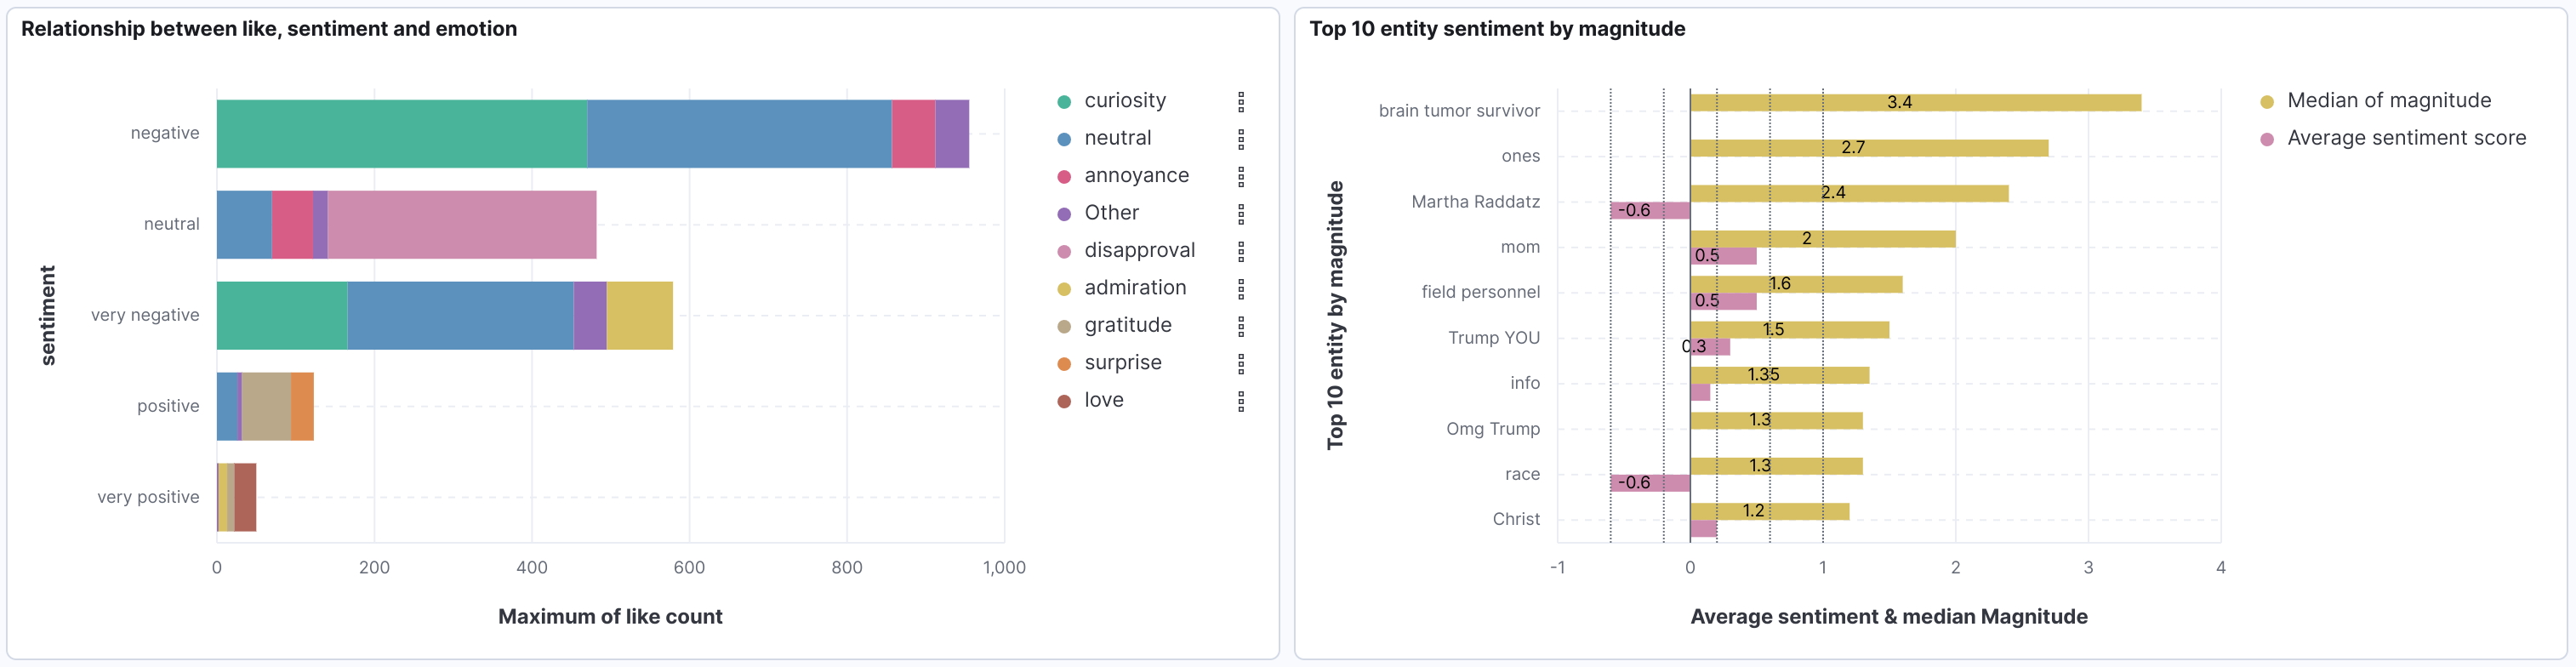 Relationship between like, sentiment and emotion
sentiment
negative
neutral
very negative
positive
very positive
0 200 400 600 800 1,000
Maximum of like count
curiosity
neutral
annoyance
Other
disapproval
admiration
gratitude
surprise
love
Top 10 entity sentiment by magnitude
Top 10 entity by magnitude
brain tumor survivor 3.4
ones 2.7
Martha Raddatz 2.4
-0.6
mom 2
0.5
field personnel 1.6
0.5
Trump YOU 1.5
0.3
info 1.35
Omg Trump 1.3
race 1.3
-0.6
Christ 1.2
-1 0 1 2 3 4
Average sentiment & median Magnitude
Median of magnitude
Average sentiment score